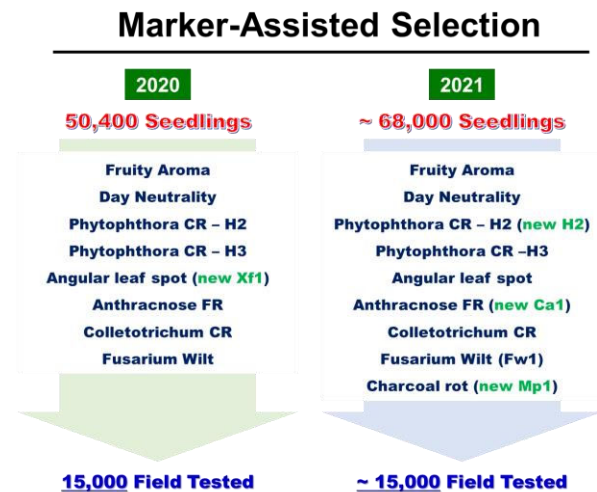 Marker-Assisted Selection
2020
50,400 Seedlings
Fruity Aroma
Day Neutrality
Phytophthora CR – H2
Phytophthora CR – H3
Angular leaf spot (new Xf1)
Anthracnose FR
Colletotrichum CR
Fusarium Wilt
15,000 Field Tested
2021
~ 68,000 Seedlings
Fruity Aroma
Day Neutrality
Phytophthora CR – H2 (new H2)
Phytophthora CR –H3
Angular leaf spot
Anthracnose FR (new Ca1)
Colletotrichum CR
Fusarium Wilt (Fw1)
Charcoal rot (new Mp1)
~ 15,000 Field Tested